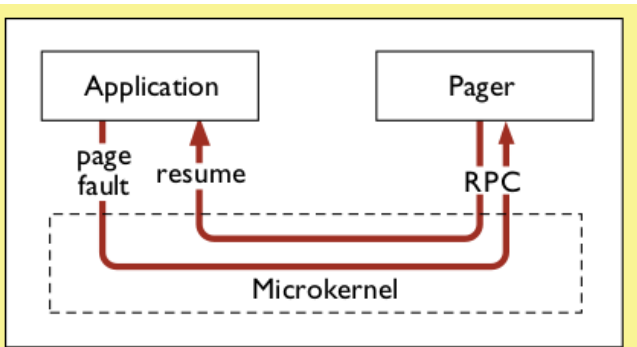 Application
Pager
page
fault
resume
RPC
Microkernel